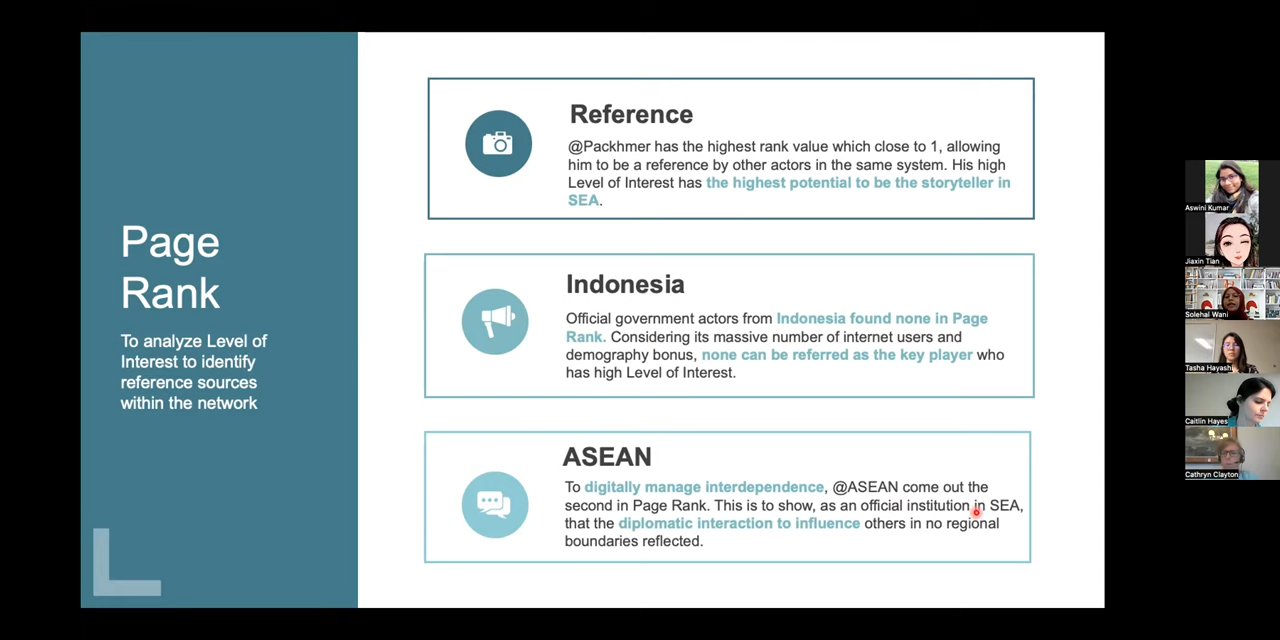 Page
Rank
To analyze Level of
Interest to identify
reference sources
within the network
Reference
@Packhmer has the highest rank value which close to 1, allowing
him to be a reference by other actors in the same system. His high
Level of Interest has the highest potential to be the storyteller in
SEA.
Indonesia
Official government actors from Indonesia found none in Page
Rank. Considering its massive number of internet users and
demography bonus, none can be referred as the key player who
has high Level of Interest.
ASEAN
To digitally manage interdependence, @ASEAN come out the
second in Page Rank. This is to show, as an official institution in SEA,
that the diplomatic interaction to influence others in no regional
boundaries reflected.
Aswini Kumar
Jiaxin Tian
Solehal Wani
Tasha Hayashi
Caitlin Hayes
Cathryn Clayton